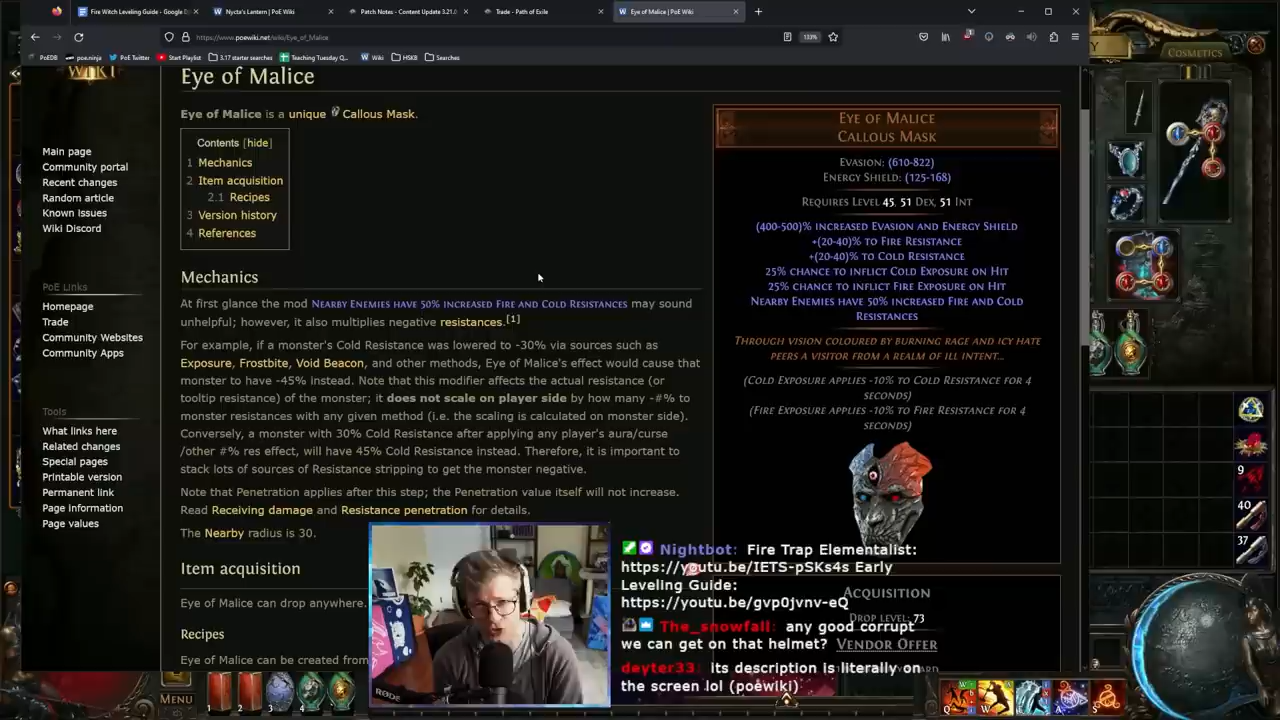 Fire Witch Leveling Guide - Google D
Nycta's Lantern | PoE Wiki
Patch Notes - Content Update 3.21.0
Trade - Path of Exile
Eye of Malice | PoE Wiki
https://www.poewiki.net/wiki/Eye_of_Malice
133%
PoEDB
poe.ninja
PoE Twitter
Start Playlist
3.17 starter searches
Teaching Tuesday Q...
Wiki
HSKB
Searches
Cosmetics
WIKI
Main page
Community portal
Recent changes
Random article
Known Issues
Wiki Discord
PoE Links
Homepage
Trade
Community Websites
Community Apps
Tools
What links here
Related changes
Special pages
Printable version
Permanent link
Page information
Page values
Eye of Malice
Eye of Malice is a unique Callous Mask.
Contents [hide]
1 Mechanics
2 Item acquisition
2.1 Recipes
3 Version history
4 References
Mechanics
At first glance the mod Nearby Enemies have 50% increased Fire and Cold Resistances may sound
unhelpful; however, it also multiplies negative resistances.[1]
For example, if a monster's Cold Resistance was lowered to -30% via sources such as
Exposure, Frostbite, Void Beacon, and other methods, Eye of Malice's effect would cause that
monster to have -45% instead. Note that this modifier affects the actual resistance (or
tooltip resistance) of the monster; it does not scale on player side by how many -#% to
monster resistances with any given method (i.e. the scaling is calculated on monster side).
Conversely, a monster with 30% Cold Resistance after applying any player's aura/curse
/other #% res effect, will have 45% Cold Resistance instead. Therefore, it is important to
stack lots of sources of Resistance stripping to get the monster negative.
Note that Penetration applies after this step; the Penetration value itself will not increase.
Read Receiving damage and Resistance penetration for details.
The Nearby radius is 30.
Item acquisition
Eye of Malice can drop anywhere.
Recipes
Eye of Malice can be created from
Eye of Malice
Callous Mask
Evasion: (610-822)
Energy Shield: (125-168)
Requires Level 45, 51 Dex, 51 Int
(400-500)% increased Evasion and Energy Shield
+(20-40)% to Fire Resistance
+(20-40)% to Cold Resistance
25% chance to inflict Cold Exposure on Hit
25% chance to inflict Fire Exposure on Hit
Nearby Enemies have 50% increased Fire and Cold
Resistances
Through vision coloured by burning rage and icy hate
peers a visitor from a realm of ill intent...
(Cold Exposure applies -10% to Cold Resistance for 4
seconds)
(Fire Exposure applies -10% to Fire Resistance for 4
seconds)
Acquisition
Drop level: 73
Vendor Offer
Nightbot: Fire Trap Elementalist:
https://youtu.be/IETS-pSKs4s Early
Leveling Guide:
https://youtu.be/gvp0jvnv-eQ
The_snowfall: any good corrupt
we can get on that helmet?
deyter33: its description is literally on
the screen lol (poewiki)
RODE
Menu
1 2 3 4 5
9
40
37
Q W E R